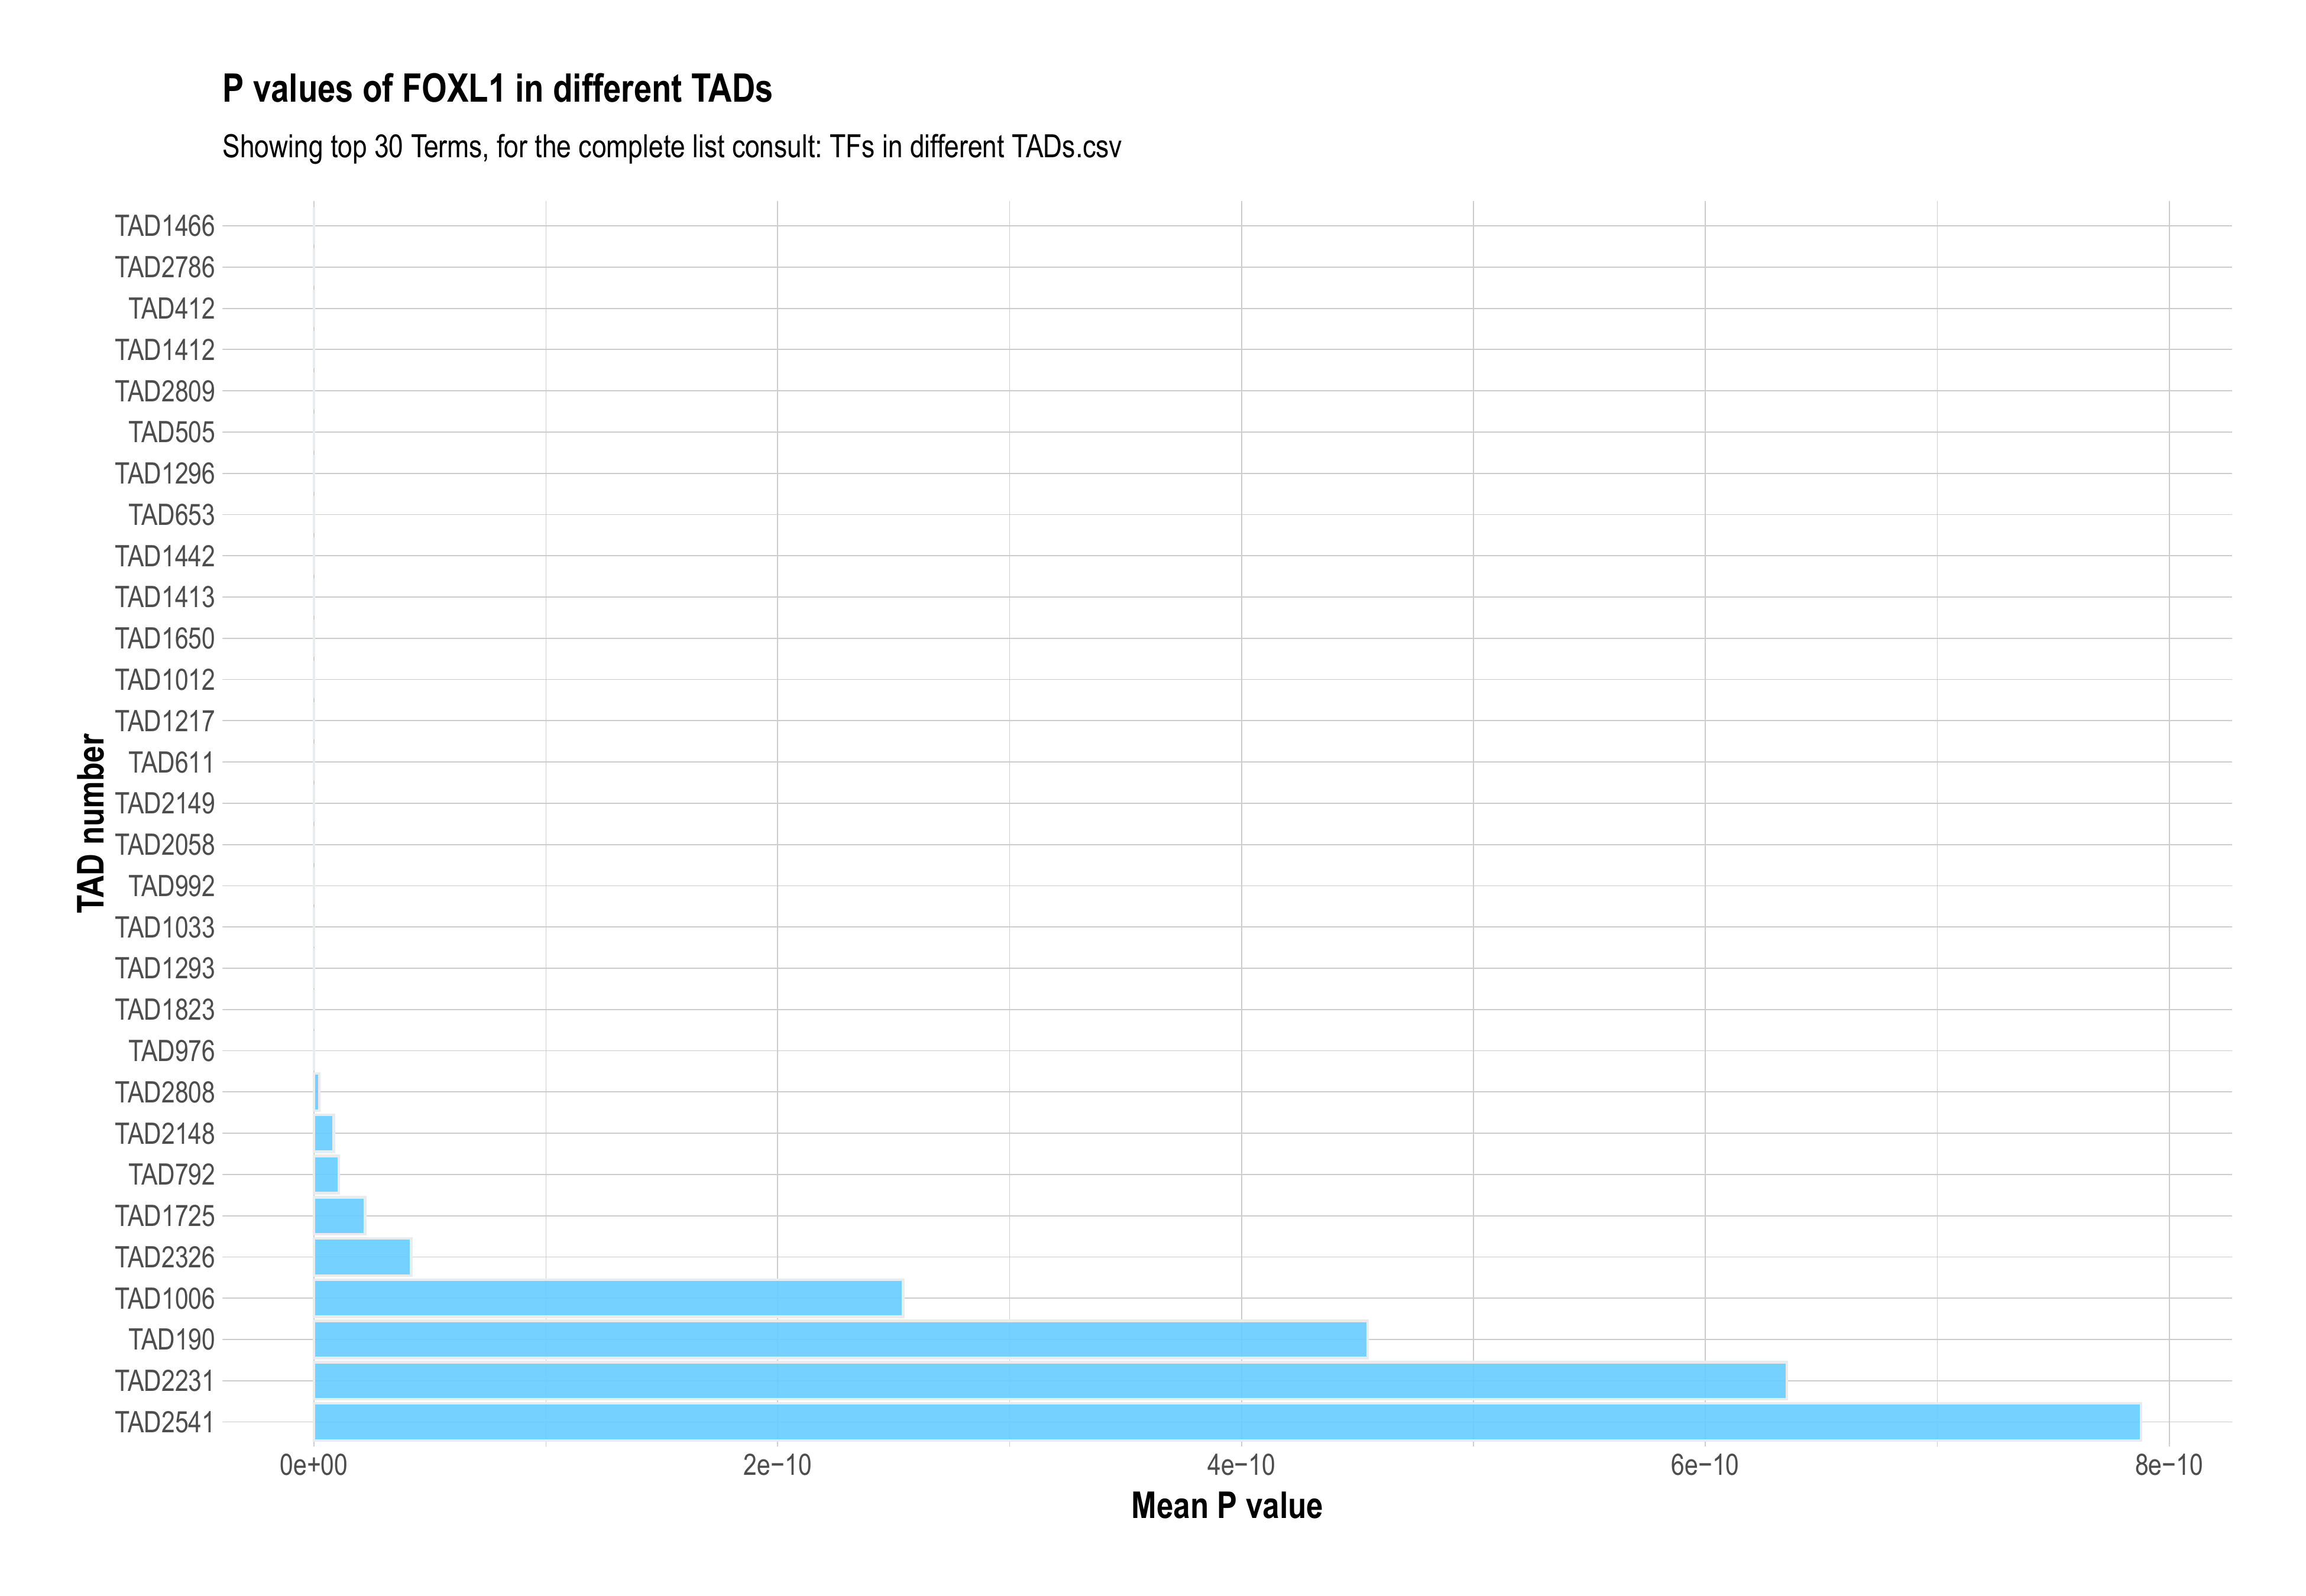 P values of FOXL1 in different TADs
Showing top 30 Terms, for the complete list consult: TFs in different TADs.csv
TAD number
TAD1466
TAD2786
TAD412
TAD1412
TAD2809
TAD505
TAD1296
TAD653
TAD1442
TAD1413
TAD1650
TAD1012
TAD1217
TAD611
TAD2149
TAD2058
TAD992
TAD1033
TAD1293
TAD1823
TAD976
TAD2808
TAD2148
TAD792
TAD1725
TAD2326
TAD1006
TAD190
TAD2231
TAD2541
0e+00 2e−10 4e−10 6e−10 8e−10
Mean P value